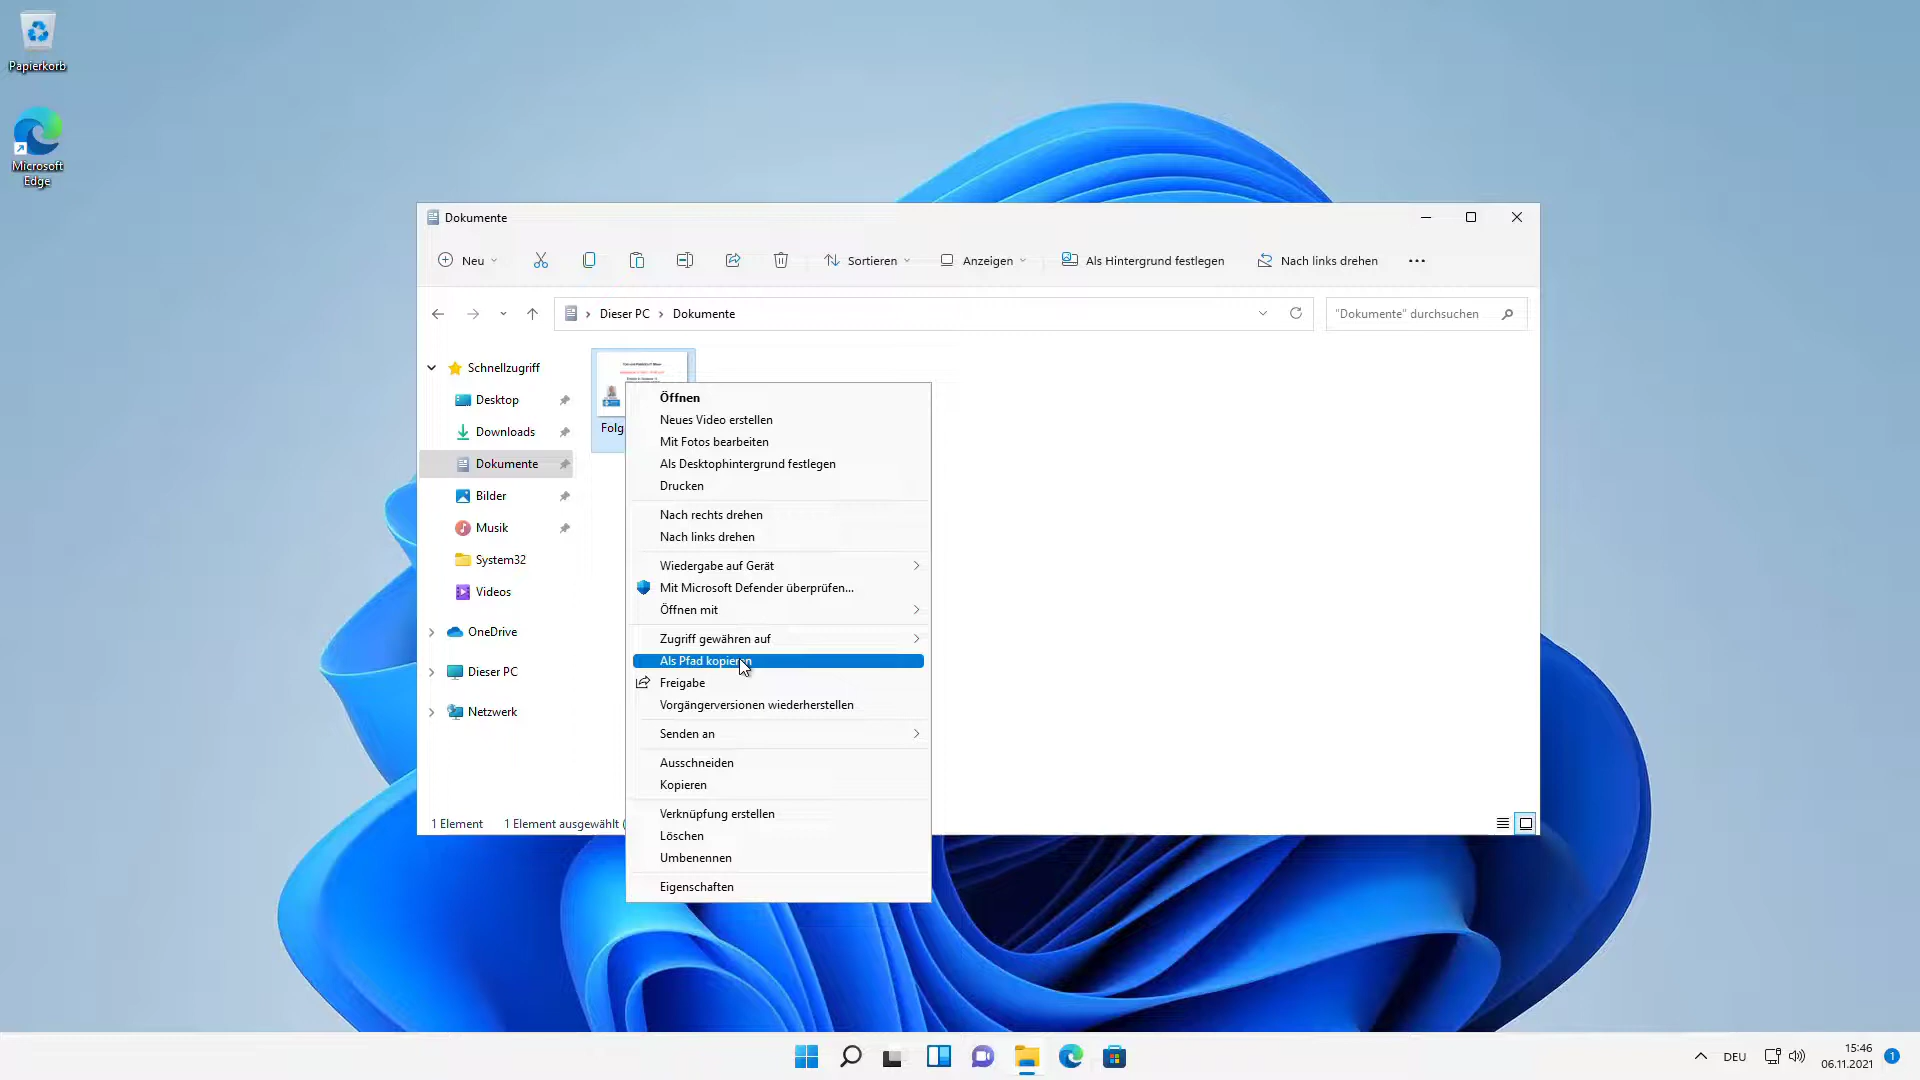 Papierkorb
Microsoft
Edge
Dokumente
Neu
Sortieren
Anzeigen
Als Hintergrund festlegen
Nach links drehen
Dieser PC
Dokumente
"Dokumente" durchsuchen
Schnellzugriff
Desktop
Downloads
Dokumente
Bilder
Musik
System32
Videos
OneDrive
Dieser PC
Netzwerk
Folg
Öffnen
Neues Video erstellen
Mit Fotos bearbeiten
Als Desktophintergrund festlegen
Drucken
Nach rechts drehen
Nach links drehen
Wiedergabe auf Gerät
Mit Microsoft Defender überprüfen...
Öffnen mit
Zugriff gewähren auf
Als Pfad kopieren
Freigabe
Vorgängerversionen wiederherstellen
Senden an
Ausschneiden
Kopieren
Verknüpfung erstellen
Löschen
Umbenennen
Eigenschaften
1 Element
1 Element ausgewählt (
DEU
15:46
06.11.2021
1